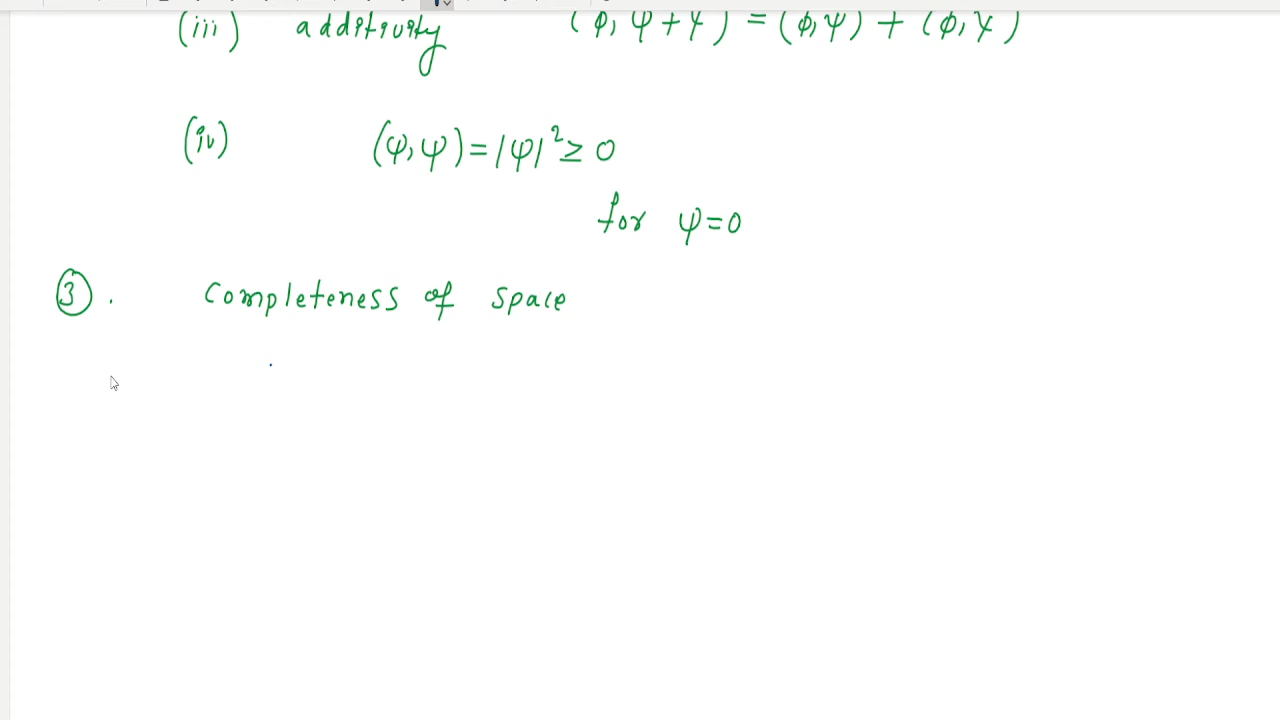 (iii) additivity (φ, ψ + χ) = (φ, ψ) + (φ, χ)
(iv) (ψ, ψ) = |ψ|² ≥ 0
for ψ = 0
③. Completeness of space